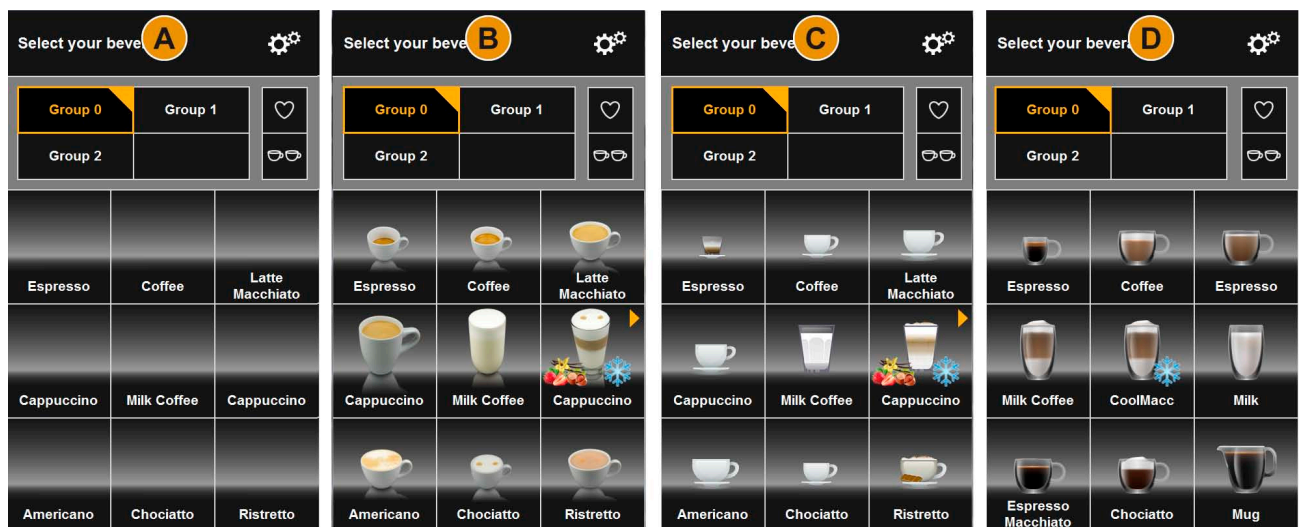 Select your beve A
Group 0 Group 1
Group 2
Espresso Coffee Latte
Macchiato
Cappuccino Milk Coffee Cappuccino
Americano Chociatto Ristretto
Select your bev B
Group 0 Group 1
Group 2
Espresso Coffee Latte
Macchiato
Cappuccino Milk Coffee Cappuccino
Americano Chociatto Ristretto
Select your beve C
Group 0 Group 1
Group 2
Espresso Coffee Latte
Macchiato
Cappuccino Milk Coffee Cappuccino
Americano Chociatto Ristretto
Select your bevera D
Group 0 Group 1
Group 2
Espresso Coffee Espresso
Milk Coffee CoolMacc Milk
Espresso
Macchiato Chociatto Mug